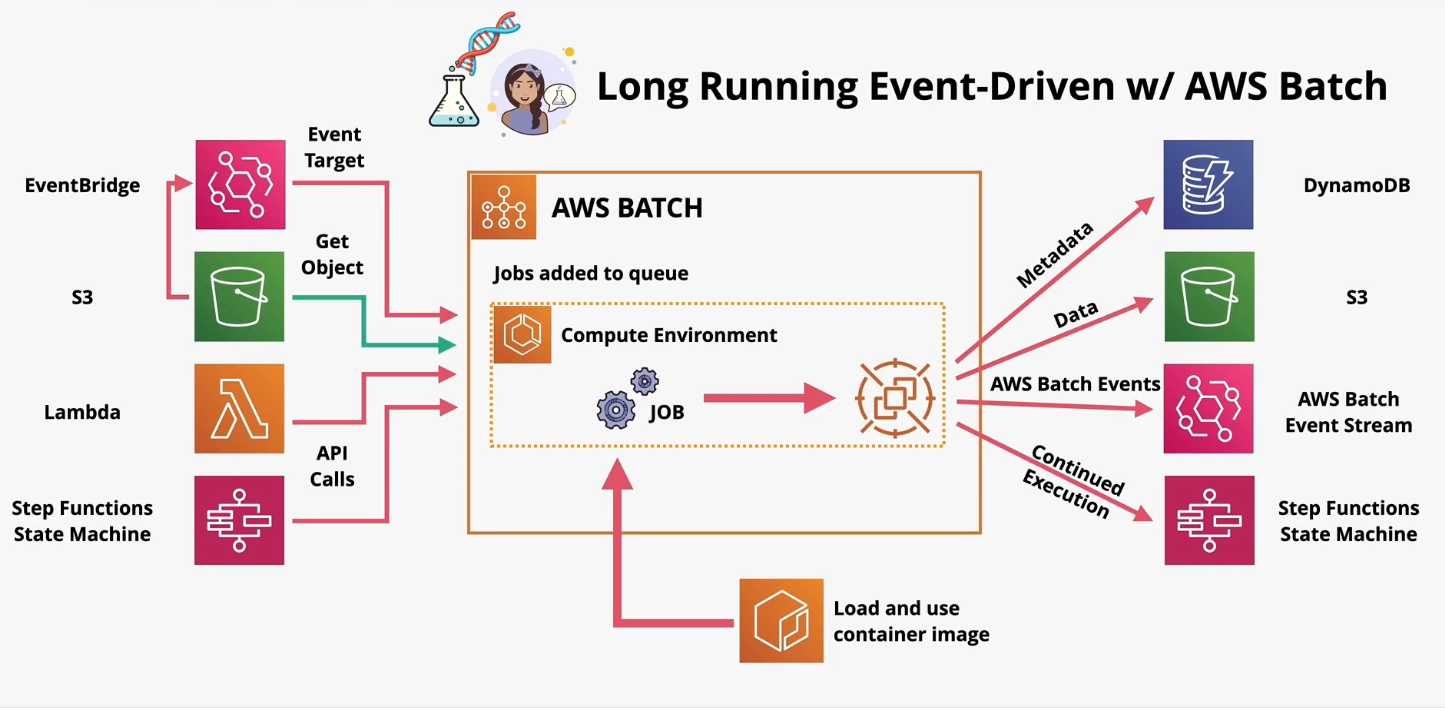 Long Running Event-Driven w/ AWS Batch
EventBridge
Event
Target
S3
Get
Object
Lambda
API
Calls
Step Functions
State Machine
AWS BATCH
Jobs added to queue
Compute Environment
JOB
Load and use
container image
Metadata
DynamoDB
Data
S3
AWS Batch Events
AWS Batch
Event Stream
Continued
Execution
Step Functions
State Machine